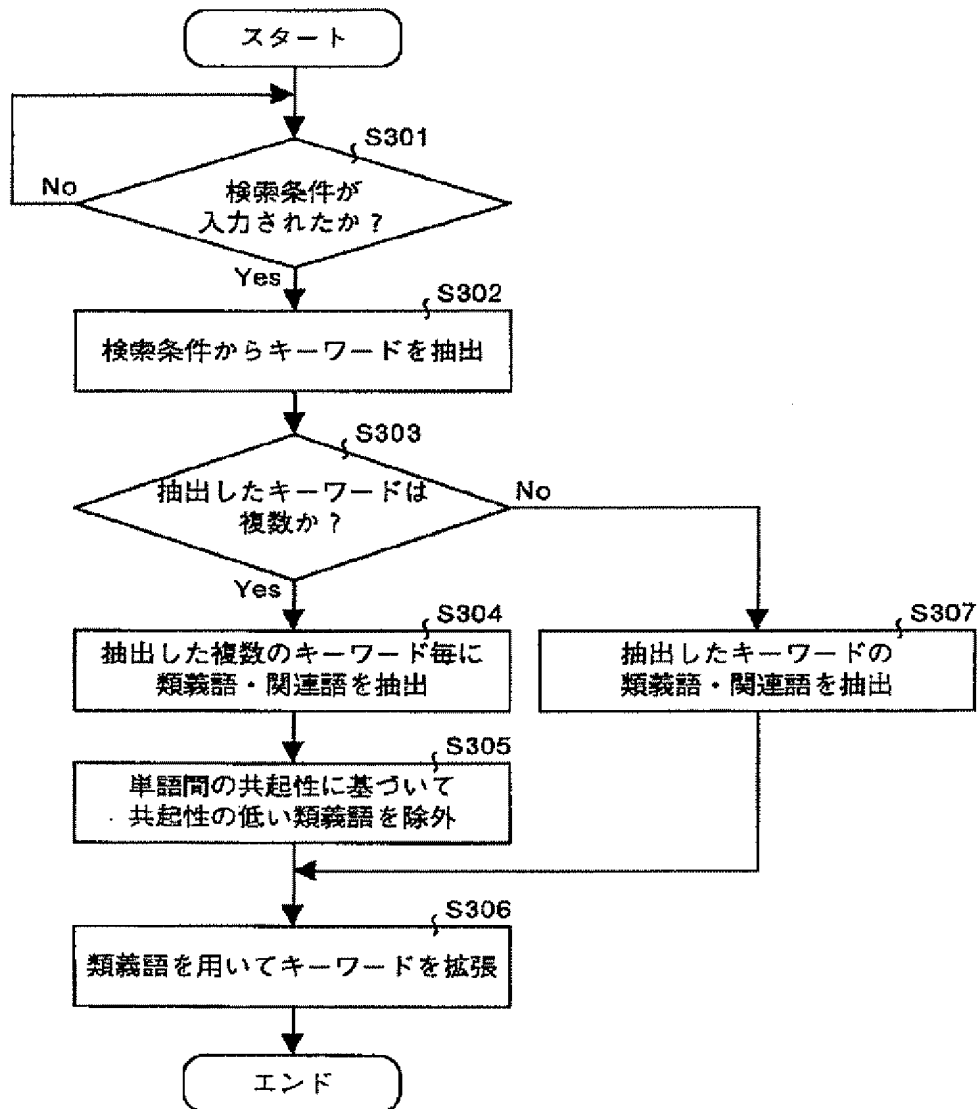 スタート
S301
No
検索条件が
入力されたか？
Yes
S302
検索条件からキーワードを抽出
S303
抽出したキーワードは
複数か？
No
Yes
S304
抽出した複数のキーワード毎に
類義語・関連語を抽出
S307
抽出したキーワードの
類義語・関連語を抽出
S305
単語間の共起性に基づいて
共起性の低い類義語を除外
S306
類義語を用いてキーワードを拡張
エンド